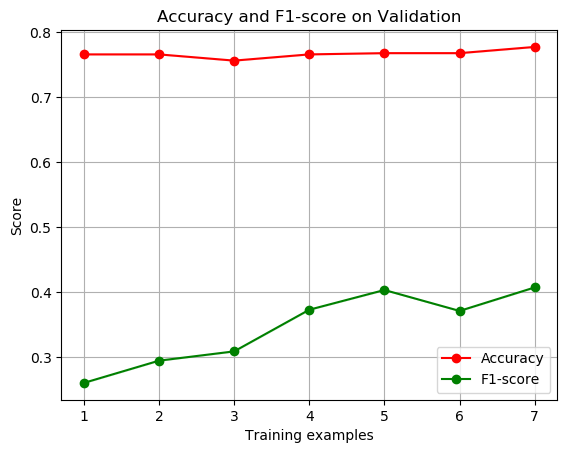 Accuracy and F1-score on Validation
0.8
0.7
0.6
0.5
0.4
0.3
Score
Accuracy
F1-score
1 2 3 4 5 6 7
Training examples